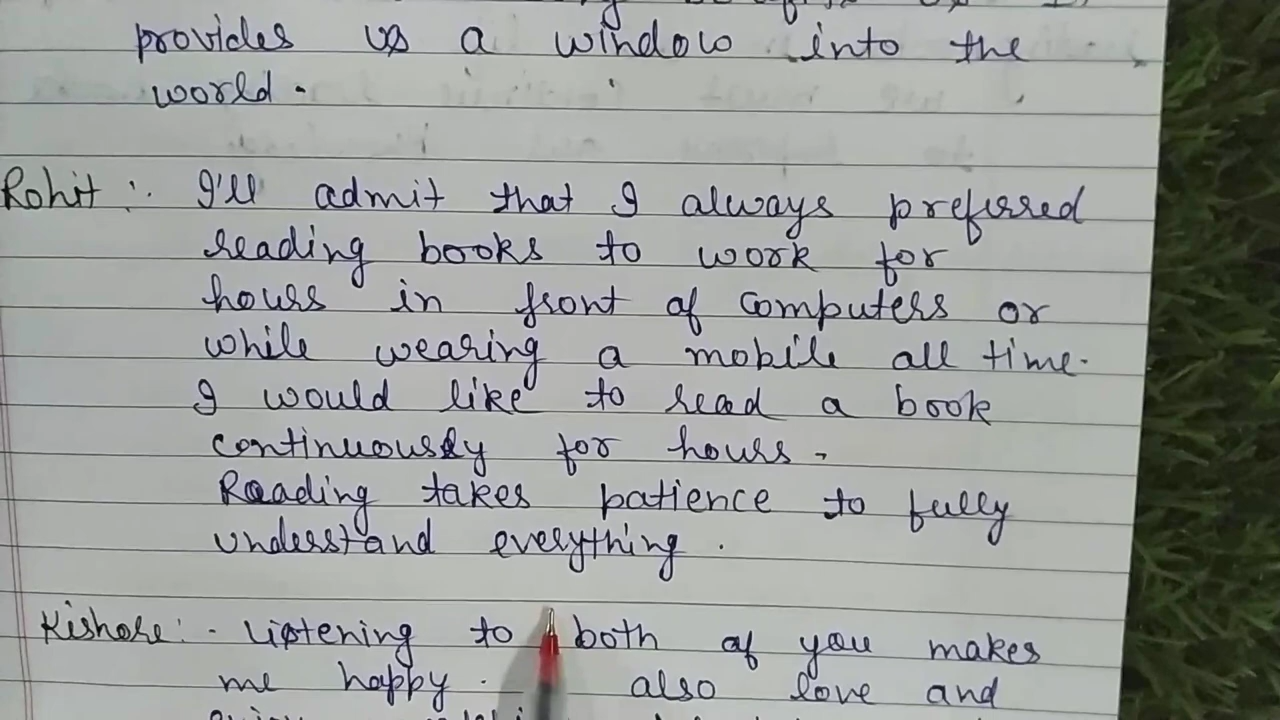 provides us a window into the
world.
Rohit :- I'll admit that I always preferred
reading books to work for
hours in front of computers or
while wearing a mobile all time.
I would like to read a book
continuously for hours.
Reading takes patience to fully
understand everything.
Kishore:- Listening to both of you makes
me happy. also love and